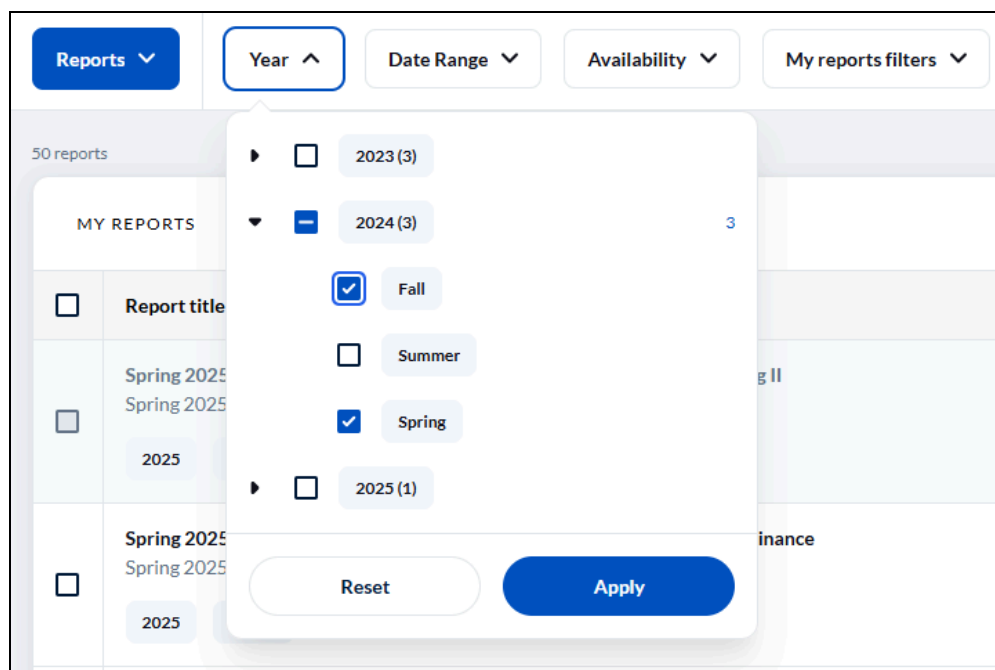 Reports
Year
Date Range
Availability
My reports filters
50 reports
2023 (3)
MY REPORTS
2024 (3)
3
Fall
Report title
Summer
Spring 2025
g II
Spring 2025
Spring
2025
2025 (1)
Spring 2025
inance
Spring 2025
Reset
Apply
2025